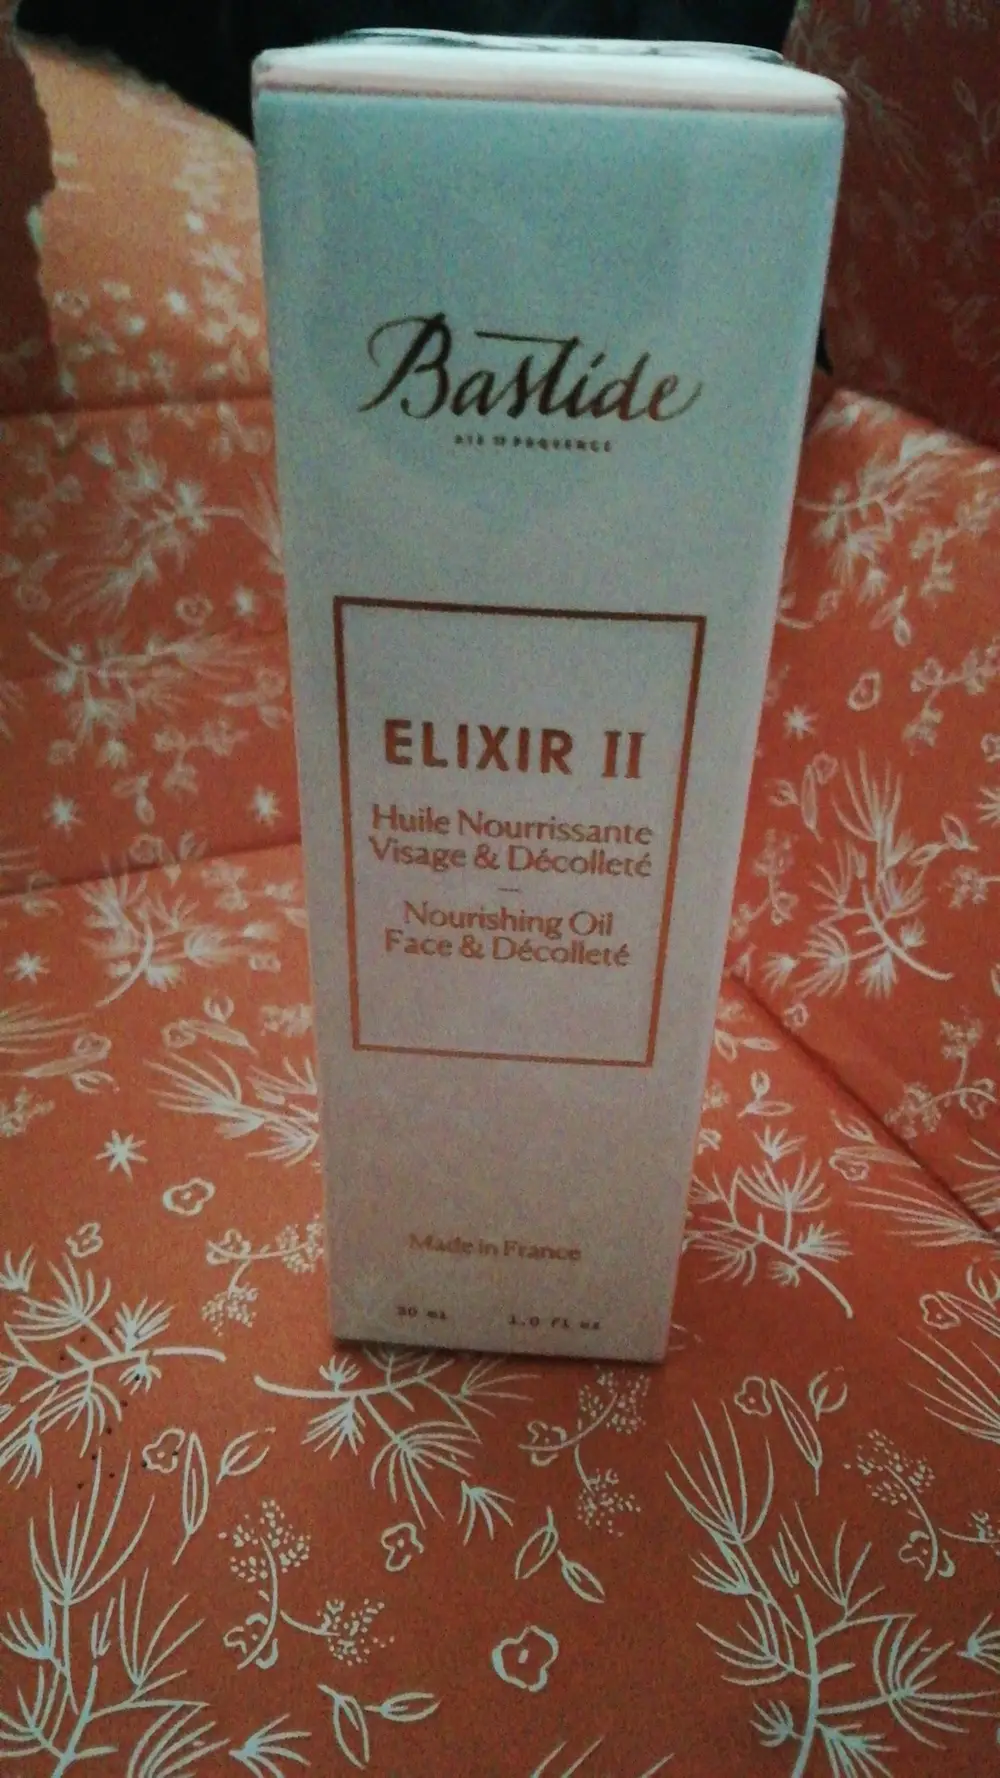 Bastide
AIX EN PROVENCE
ELIXIR II
Huile Nourrissante
Visage & Décolleté
—
Nourishing Oil
Face & Décolleté
Made in France
30 mL 1.0 fl oz